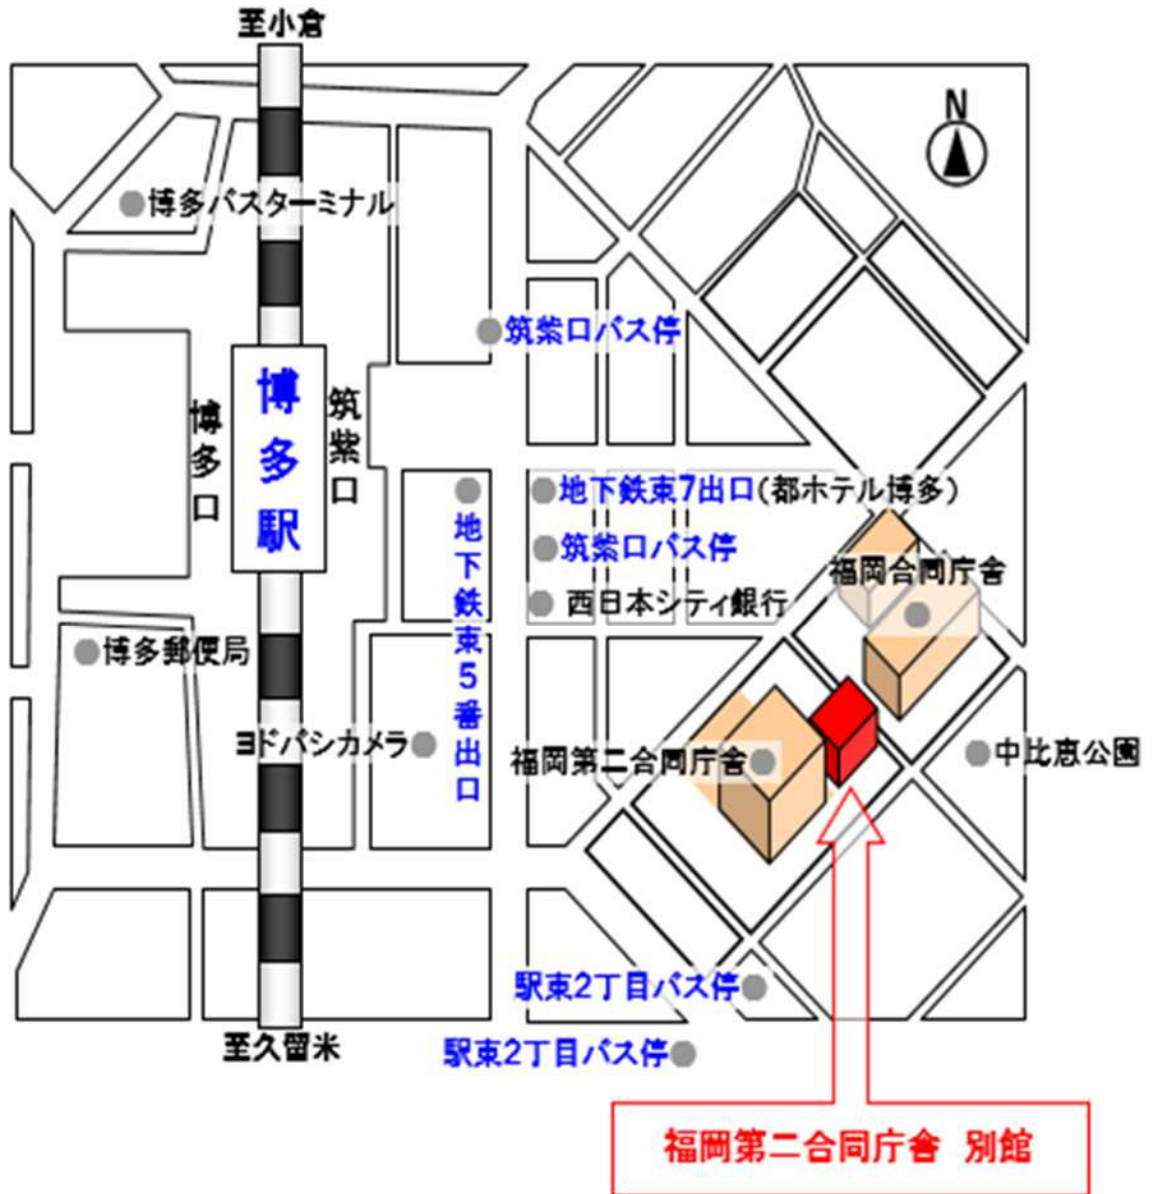 至小倉
N
博多バスターミナル
筑紫口バス停
博多駅
博多口
筑紫口
地下鉄東7出口(都ホテル博多)
地下鉄東5番出口
筑紫口バス停
福岡合同庁舎
西日本シティ銀行
博多郵便局
ヨドバシカメラ
福岡第二合同庁舎
中比恵公園
駅東2丁目バス停
至久留米
駅東2丁目バス停
福岡第二合同庁舎 別館